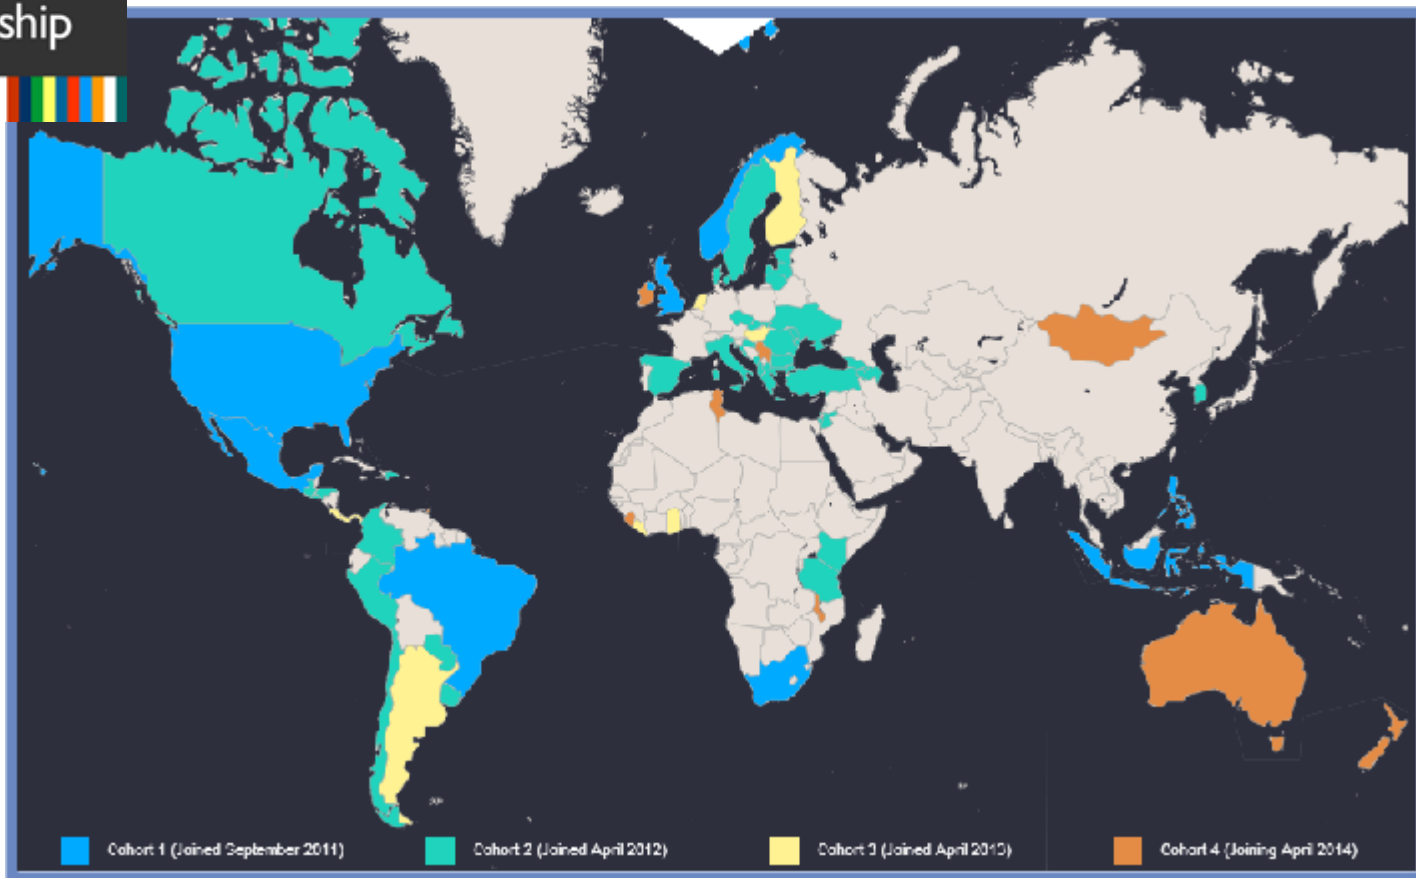 ship
Cohort 1 (Joined September 2011)
Cohort 2 (Joined April 2012)
Cohort 3 (Joined April 2013)
Cohort 4 (Joining April 2014)